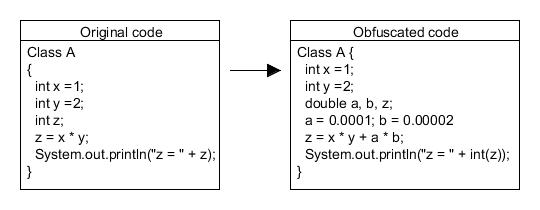 Original code
Class A
{
int x =1;
int y =2;
int z;
z = x * y;
System.out.println("z = " + z);
}
Obfuscated code
Class A {
int x =1;
int y =2;
double a, b, z;
a = 0.0001; b = 0.00002
z = x * y + a * b;
System.out.println("z = " + int(z));
}